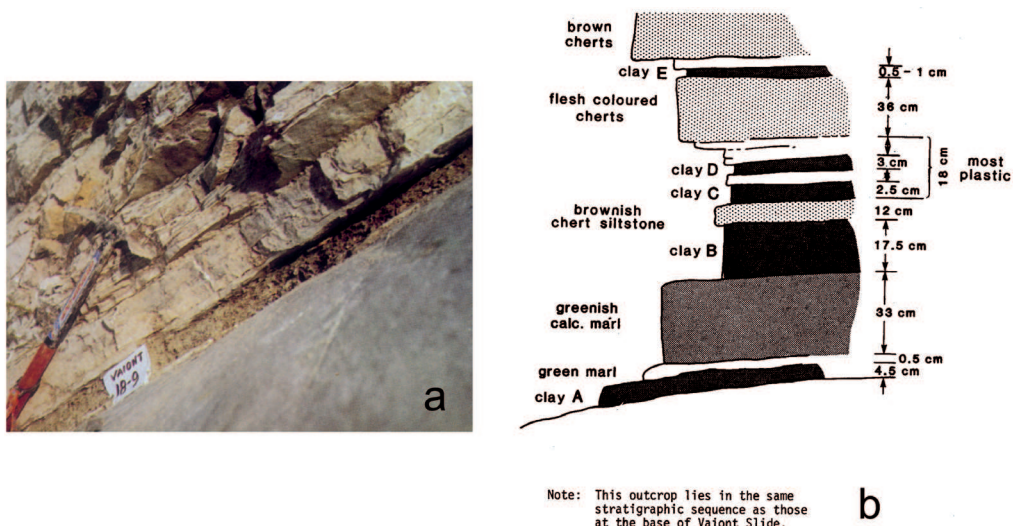 VAIONT
18-9
a
brown
cherts
clay E
0.5 - 1 cm
flesh coloured
cherts
36 cm
clay D
3 cm
18 cm
most
plastic
clay C
2.5 cm
brownish
chert siltstone
12 cm
clay B
17.5 cm
greenish
calc. marl
33 cm
0.5 cm
green marl
4.5 cm
clay A
Note: This outcrop lies in the same
stratigraphic sequence as those
at the base of Vaiont Slide.
b